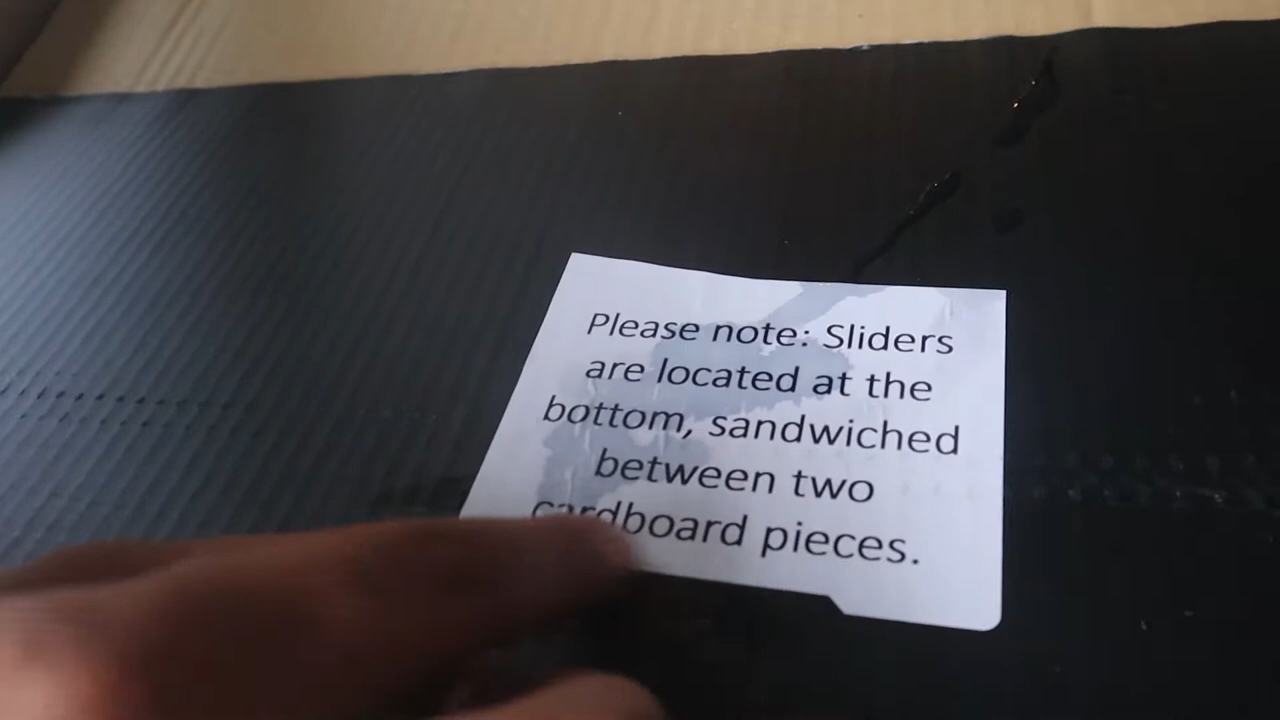 Please note: Sliders
are located at the
bottom, sandwiched
between two
cardboard pieces.